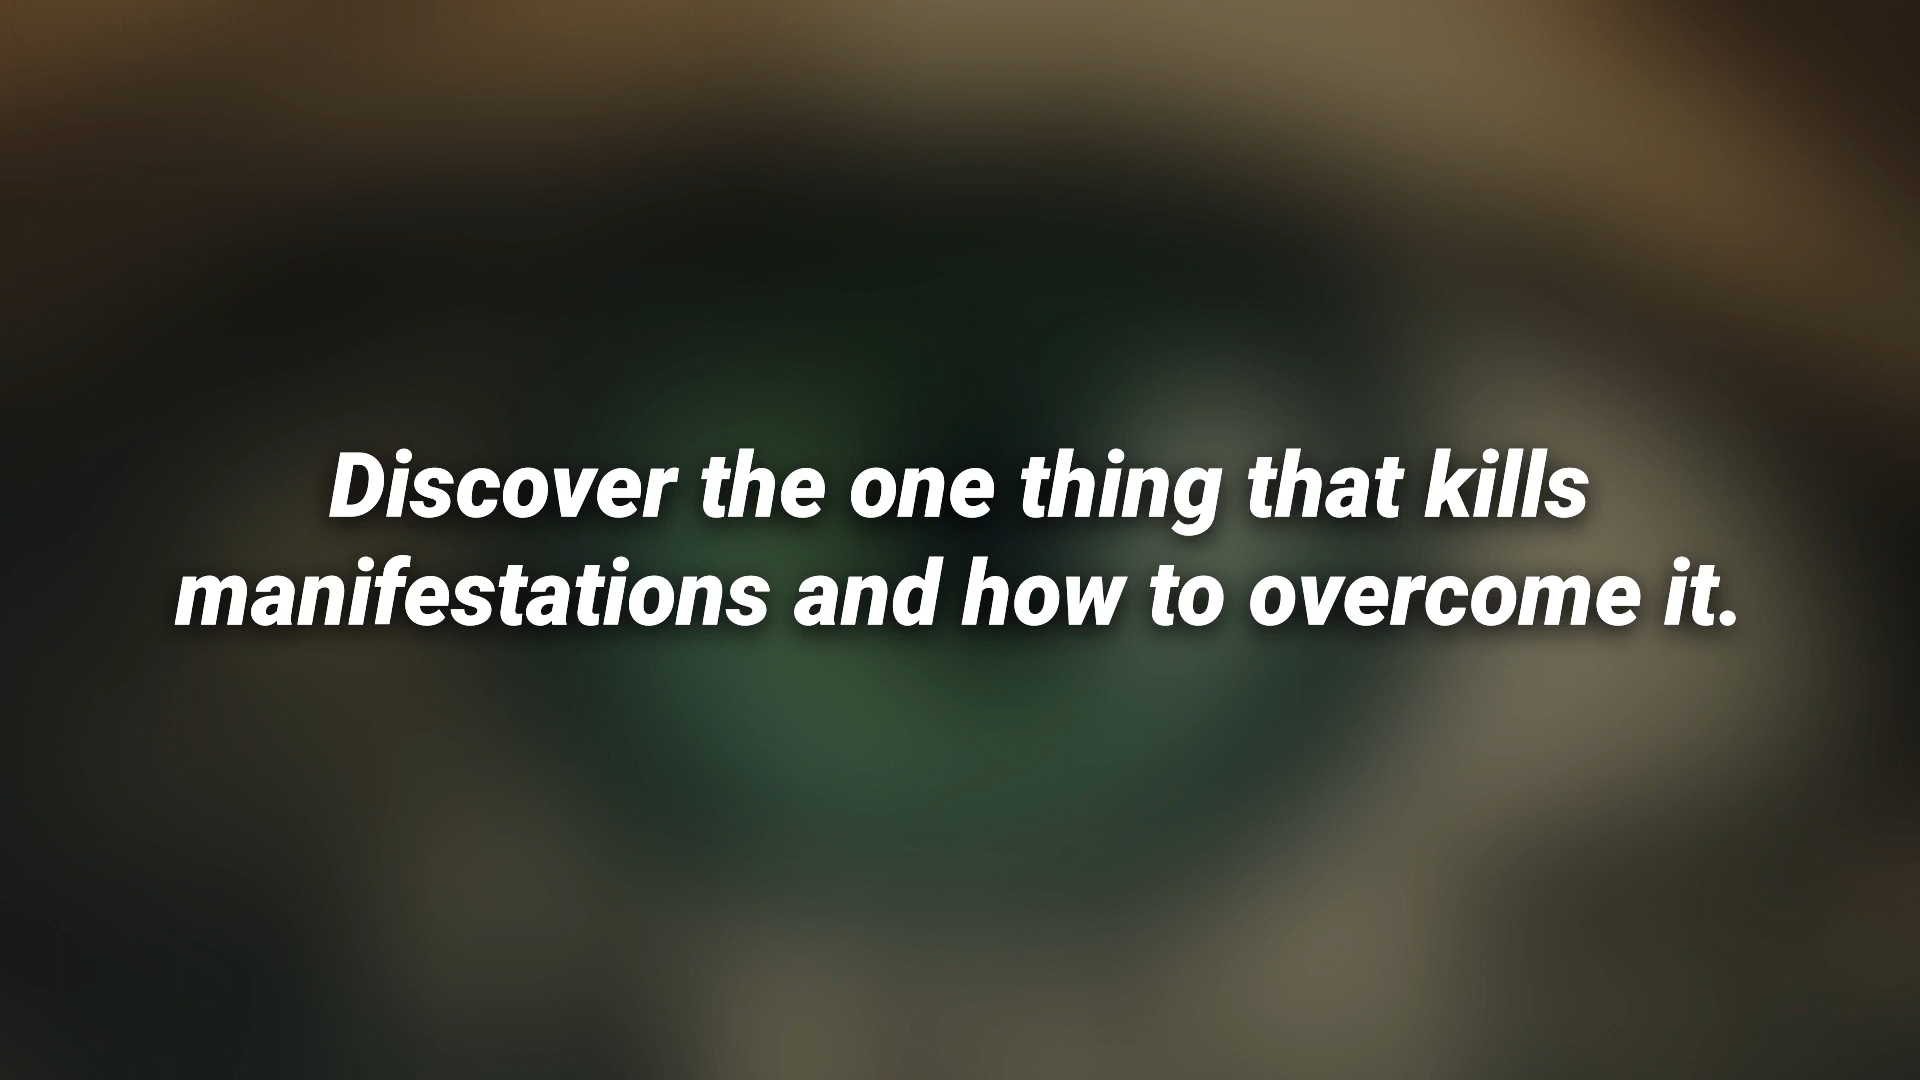 Discover the one thing that kills
manifestations and how to overcome it.